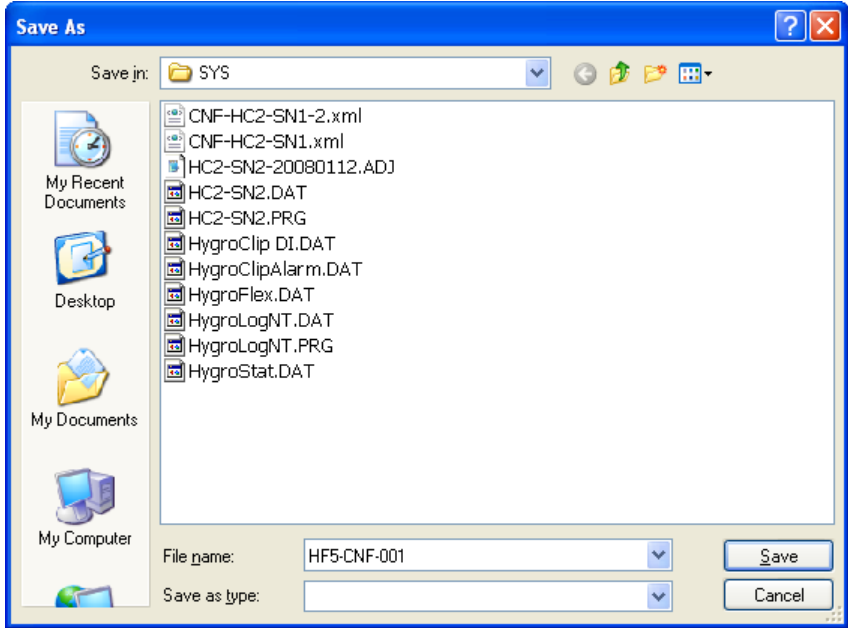 Save As
Save in:
SYS
My Recent
Documents
Desktop
My Documents
My Computer
CNF-HC2-SN1-2.xml
CNF-HC2-SN1.xml
HC2-SN2-20080112.ADJ
HC2-SN2.DAT
HC2-SN2.PRG
HygroClip DI.DAT
HygroClipAlarm.DAT
HygroFlex.DAT
HygroLogNT.DAT
HygroLogNT.PRG
HygroStat.DAT
File name:
HF5-CNF-001
Save
Save as type:
Cancel